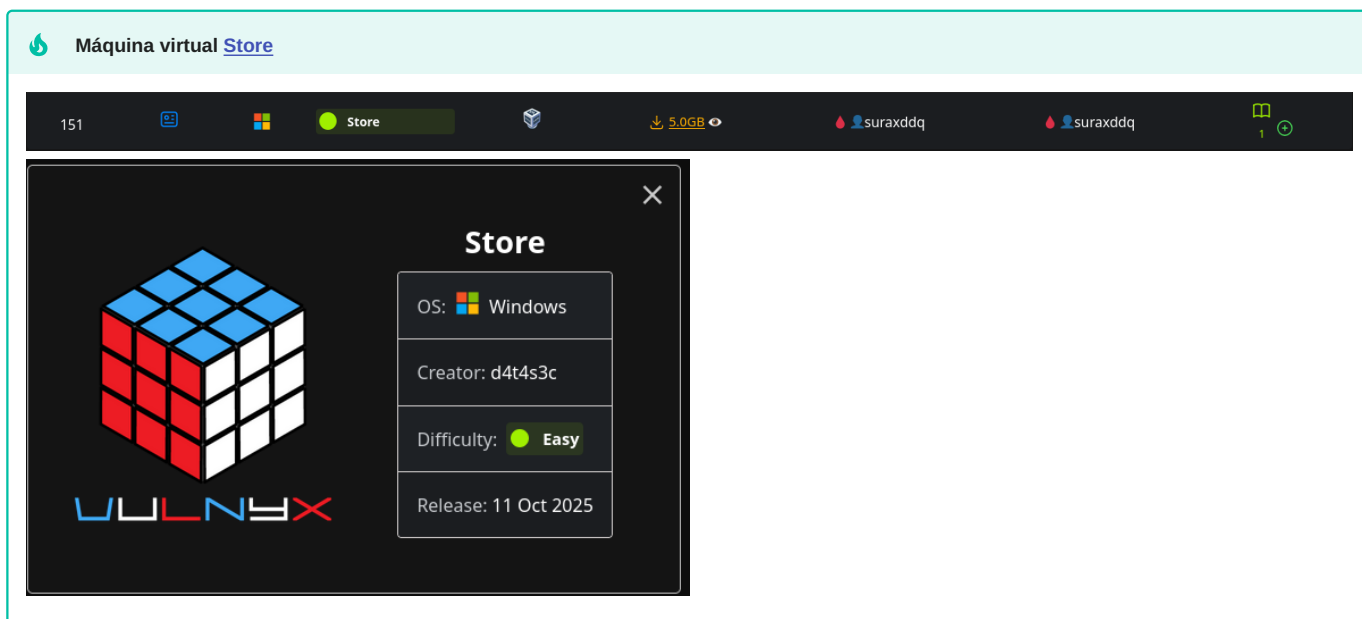 Máquina virtual Store
151 Store 5.0GB suraxddq suraxddq 1
Store
OS: Windows
Creator: d4t4s3c
Difficulty: Easy
Release: 11 Oct 2025
VULNYX